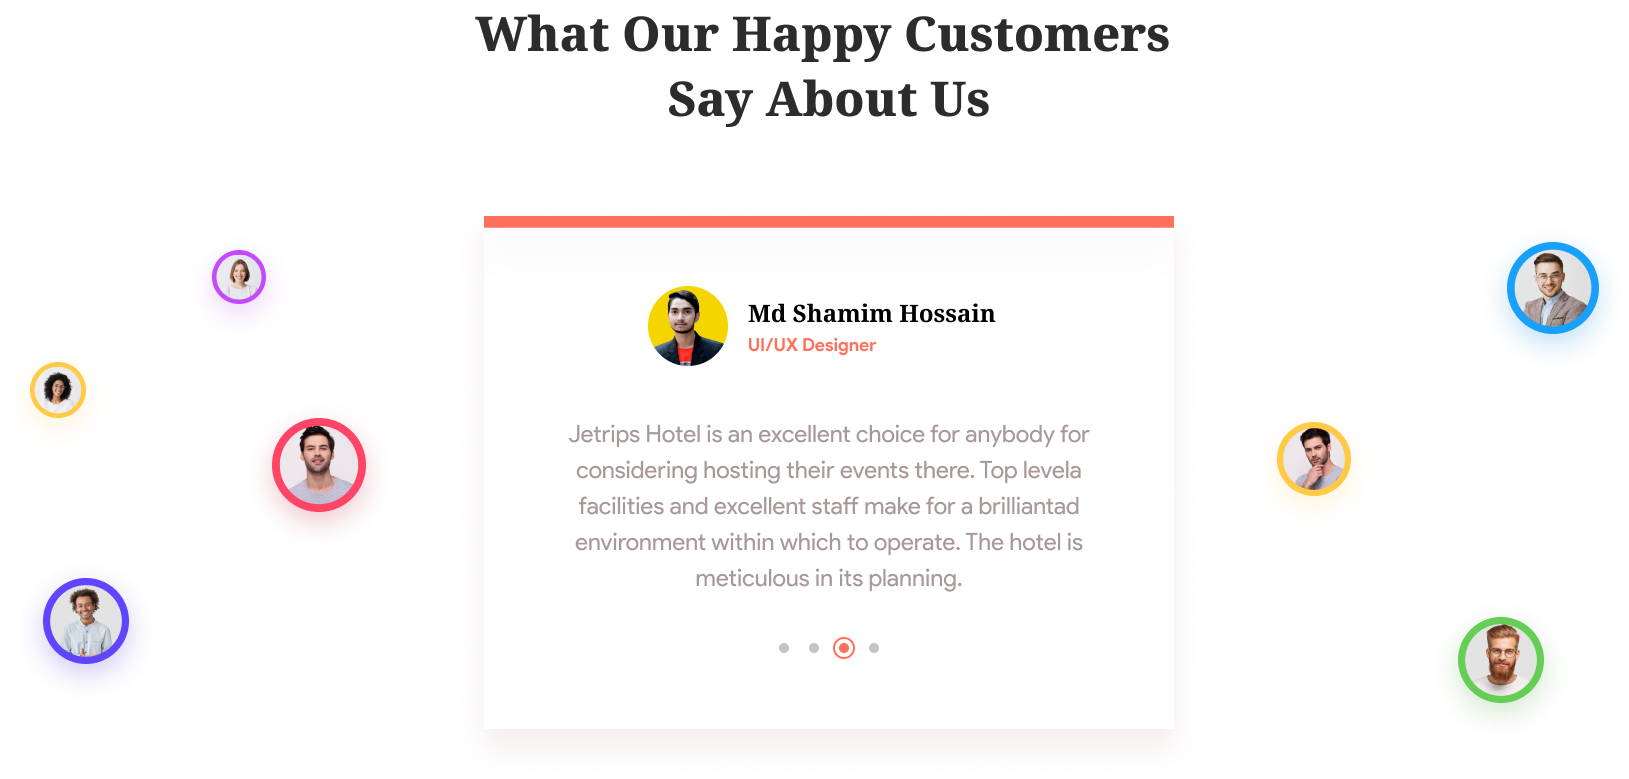 What Our Happy Customers
Say About Us
Md Shamim Hossain
UI/UX Designer
Jetrips Hotel is an excellent choice for anybody for
considering hosting their events there. Top levela
facilities and excellent staff make for a brilliantad
environment within which to operate. The hotel is
meticulous in its planning.